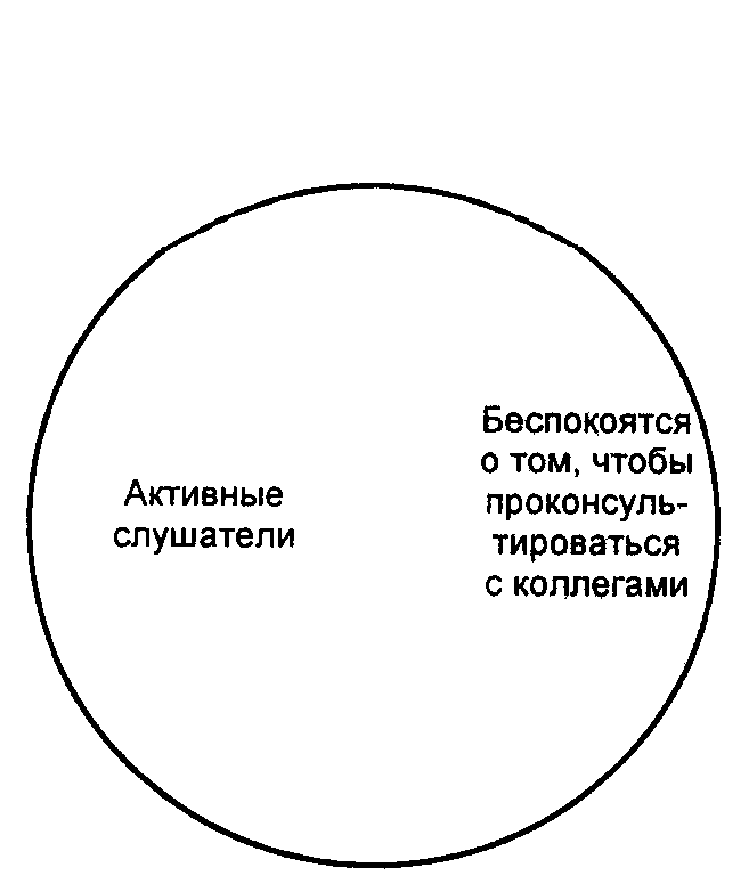 Активные
слушатели
Беспокоятся
о том, чтобы
проконсуль-
тироваться
с коллегами